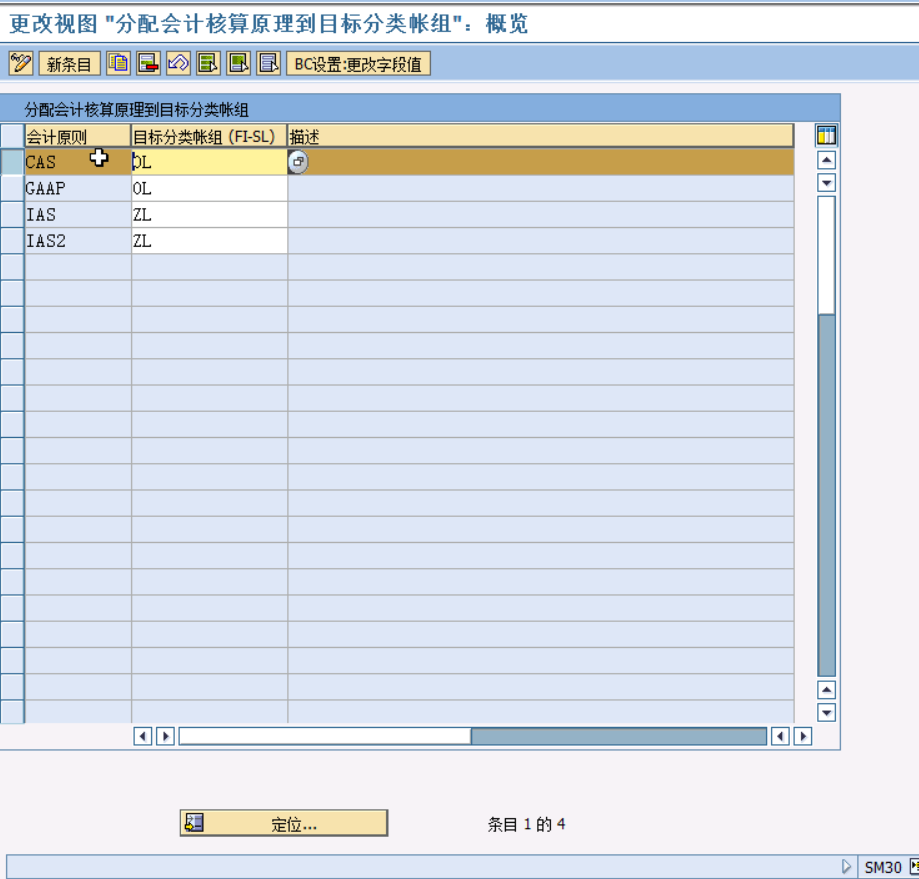 更改视图 "分配会计核算原理到目标分类帐组": 概览
新条目 BC设置:更改字段值
分配会计核算原理到目标分类帐组
会计原则 目标分类帐组 (FI-SL) 描述
CAS 0L
GAAP 0L
IAS ZL
IAS2 ZL
定位... 条目 1 的 4
SM30